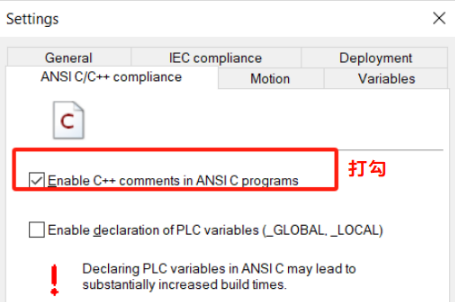 Settings
General IEC compliance Deployment
ANSI C/C++ compliance Motion Variables
C
Enable C++ comments in ANSI C programs 打勾
Enable declaration of PLC variables (_GLOBAL, _LOCAL)
! Declaring PLC variables in ANSI C may lead to
substantially increased build times.